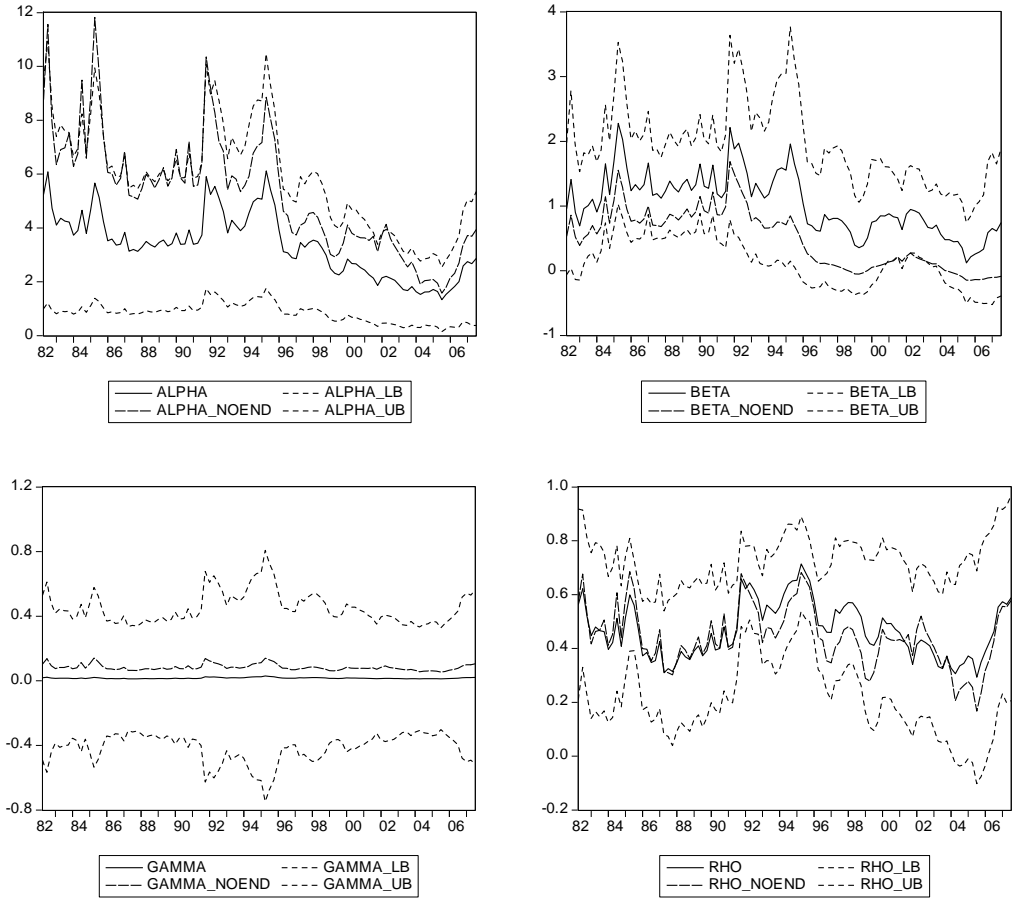 12
10
8
6
4
2
0
82 84 86 88 90 92 94 96 98 00 02 04 06
ALPHA ALPHA_LB
ALPHA_NOEND ALPHA_UB
4
3
2
1
0
-1
82 84 86 88 90 92 94 96 98 00 02 04 06
BETA BETA_LB
BETA_NOEND BETA_UB
1.2
0.8
0.4
0.0
-0.4
-0.8
82 84 86 88 90 92 94 96 98 00 02 04 06
GAMMA GAMMA_LB
GAMMA_NOEND GAMMA_UB
1.0
0.8
0.6
0.4
0.2
0.0
-0.2
82 84 86 88 90 92 94 96 98 00 02 04 06
RHO RHO_LB
RHO_NOEND RHO_UB